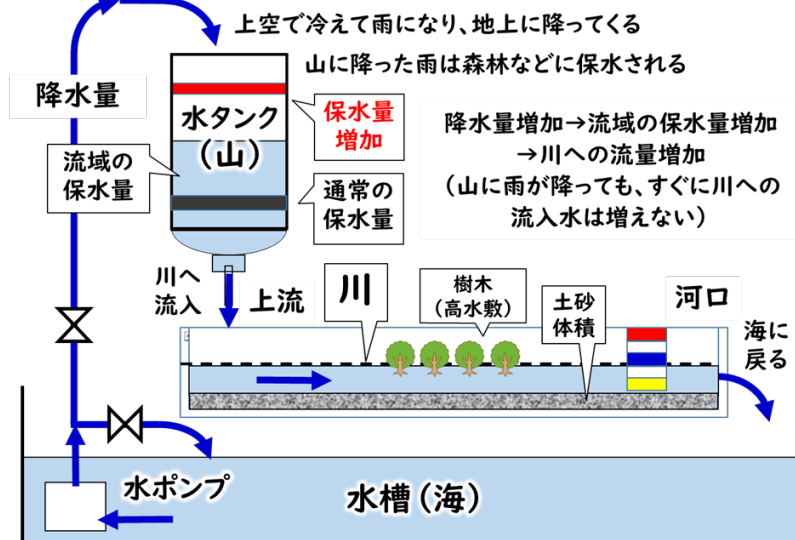 上空で冷えて雨になり、地上に降ってくる
山に降った雨は森林などに保水される
降水量
水タンク
（山）
保水量
増加
流域の
保水量
通常の
保水量
降水量増加→流域の保水量増加
→川への流量増加
（山に雨が降っても、すぐに川への
流入水は増えない）
川へ
流入
上流
川
樹木
（高水敷）
土砂
体積
河口
海に
戻る
水ポンプ
水槽（海）